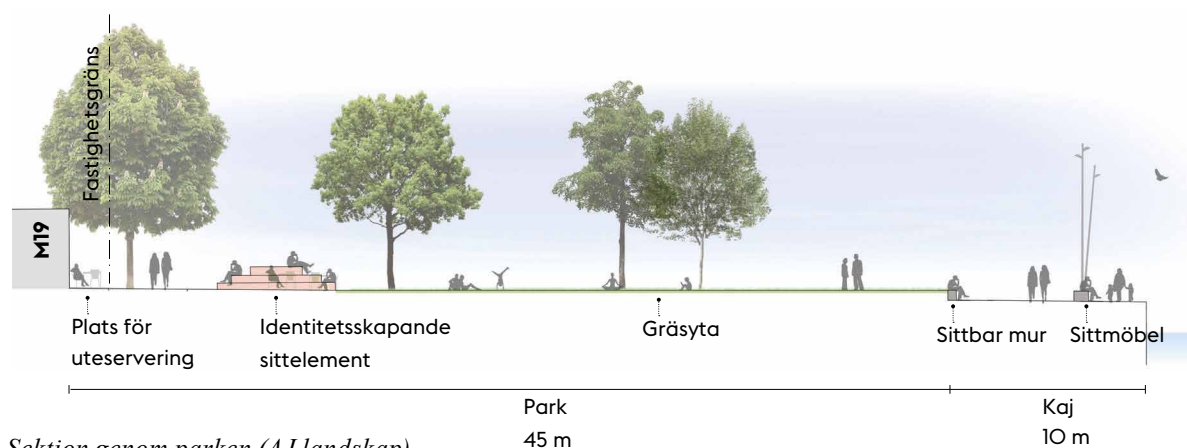 Fastighetsgräns
M19
Plats för
uteservering
Identitetsskapande
sittelement
Gräsyta
Sittbar mur
Sittmöbel
Park
45 m
Kaj
10 m
Sektion genom parken (AJ landskap)